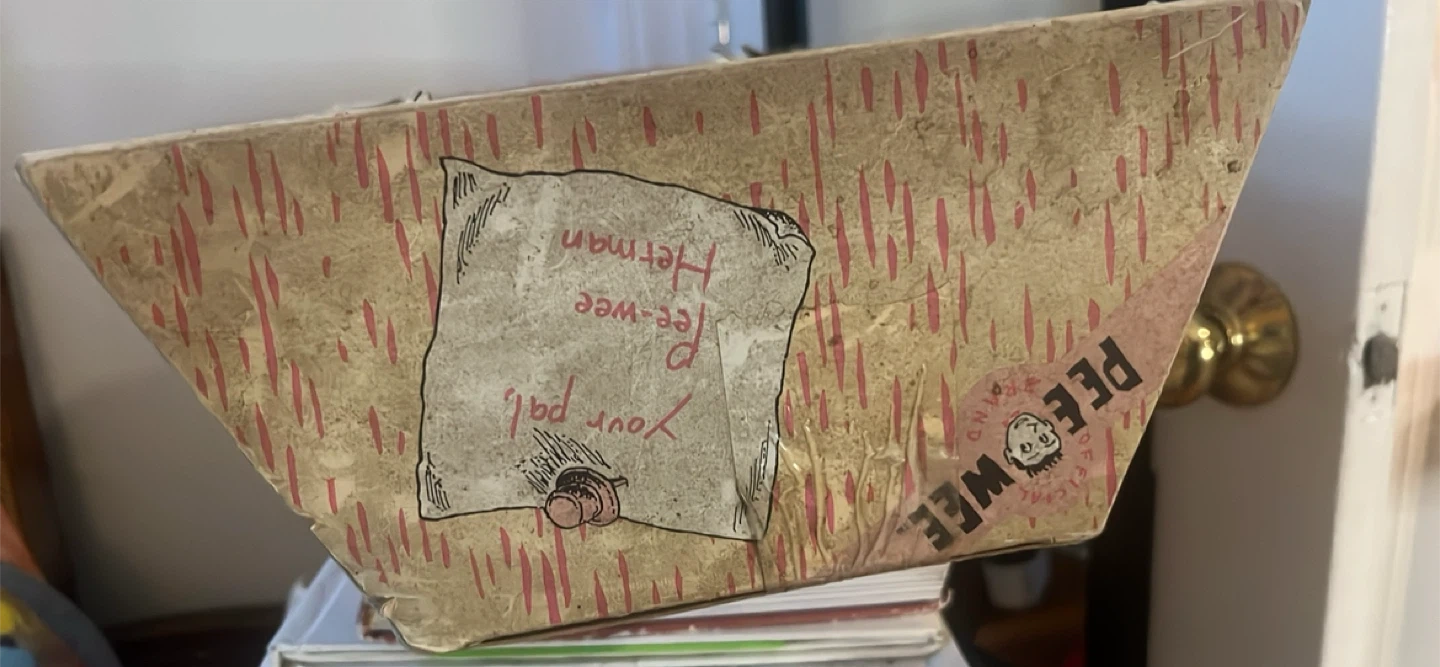 your pal,
Pee-wee
Herman
PEE WEE
OFFICIAL
BRAND